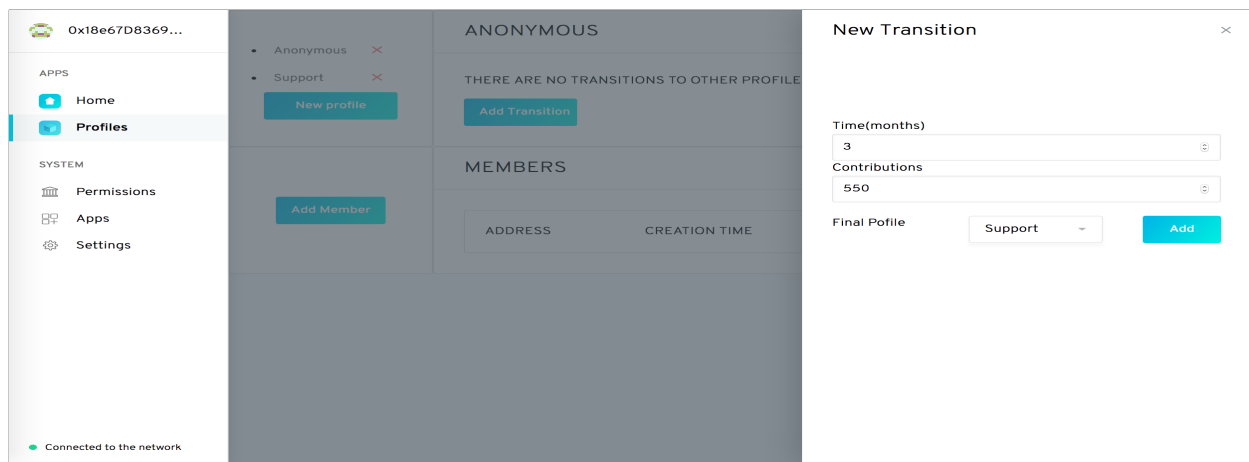 0x18e67D8369...
APPS
Home
Profiles
SYSTEM
Permissions
Apps
Settings
Connected to the network
Anonymous
Support
New profile
Add Member
ANONYMOUS
THERE ARE NO TRANSITIONS TO OTHER PROFILE
Add Transition
MEMBERS
ADDRESS CREATION TIME
New Transition
Time(months)
3
Contributions
550
Final Pofile Support Add